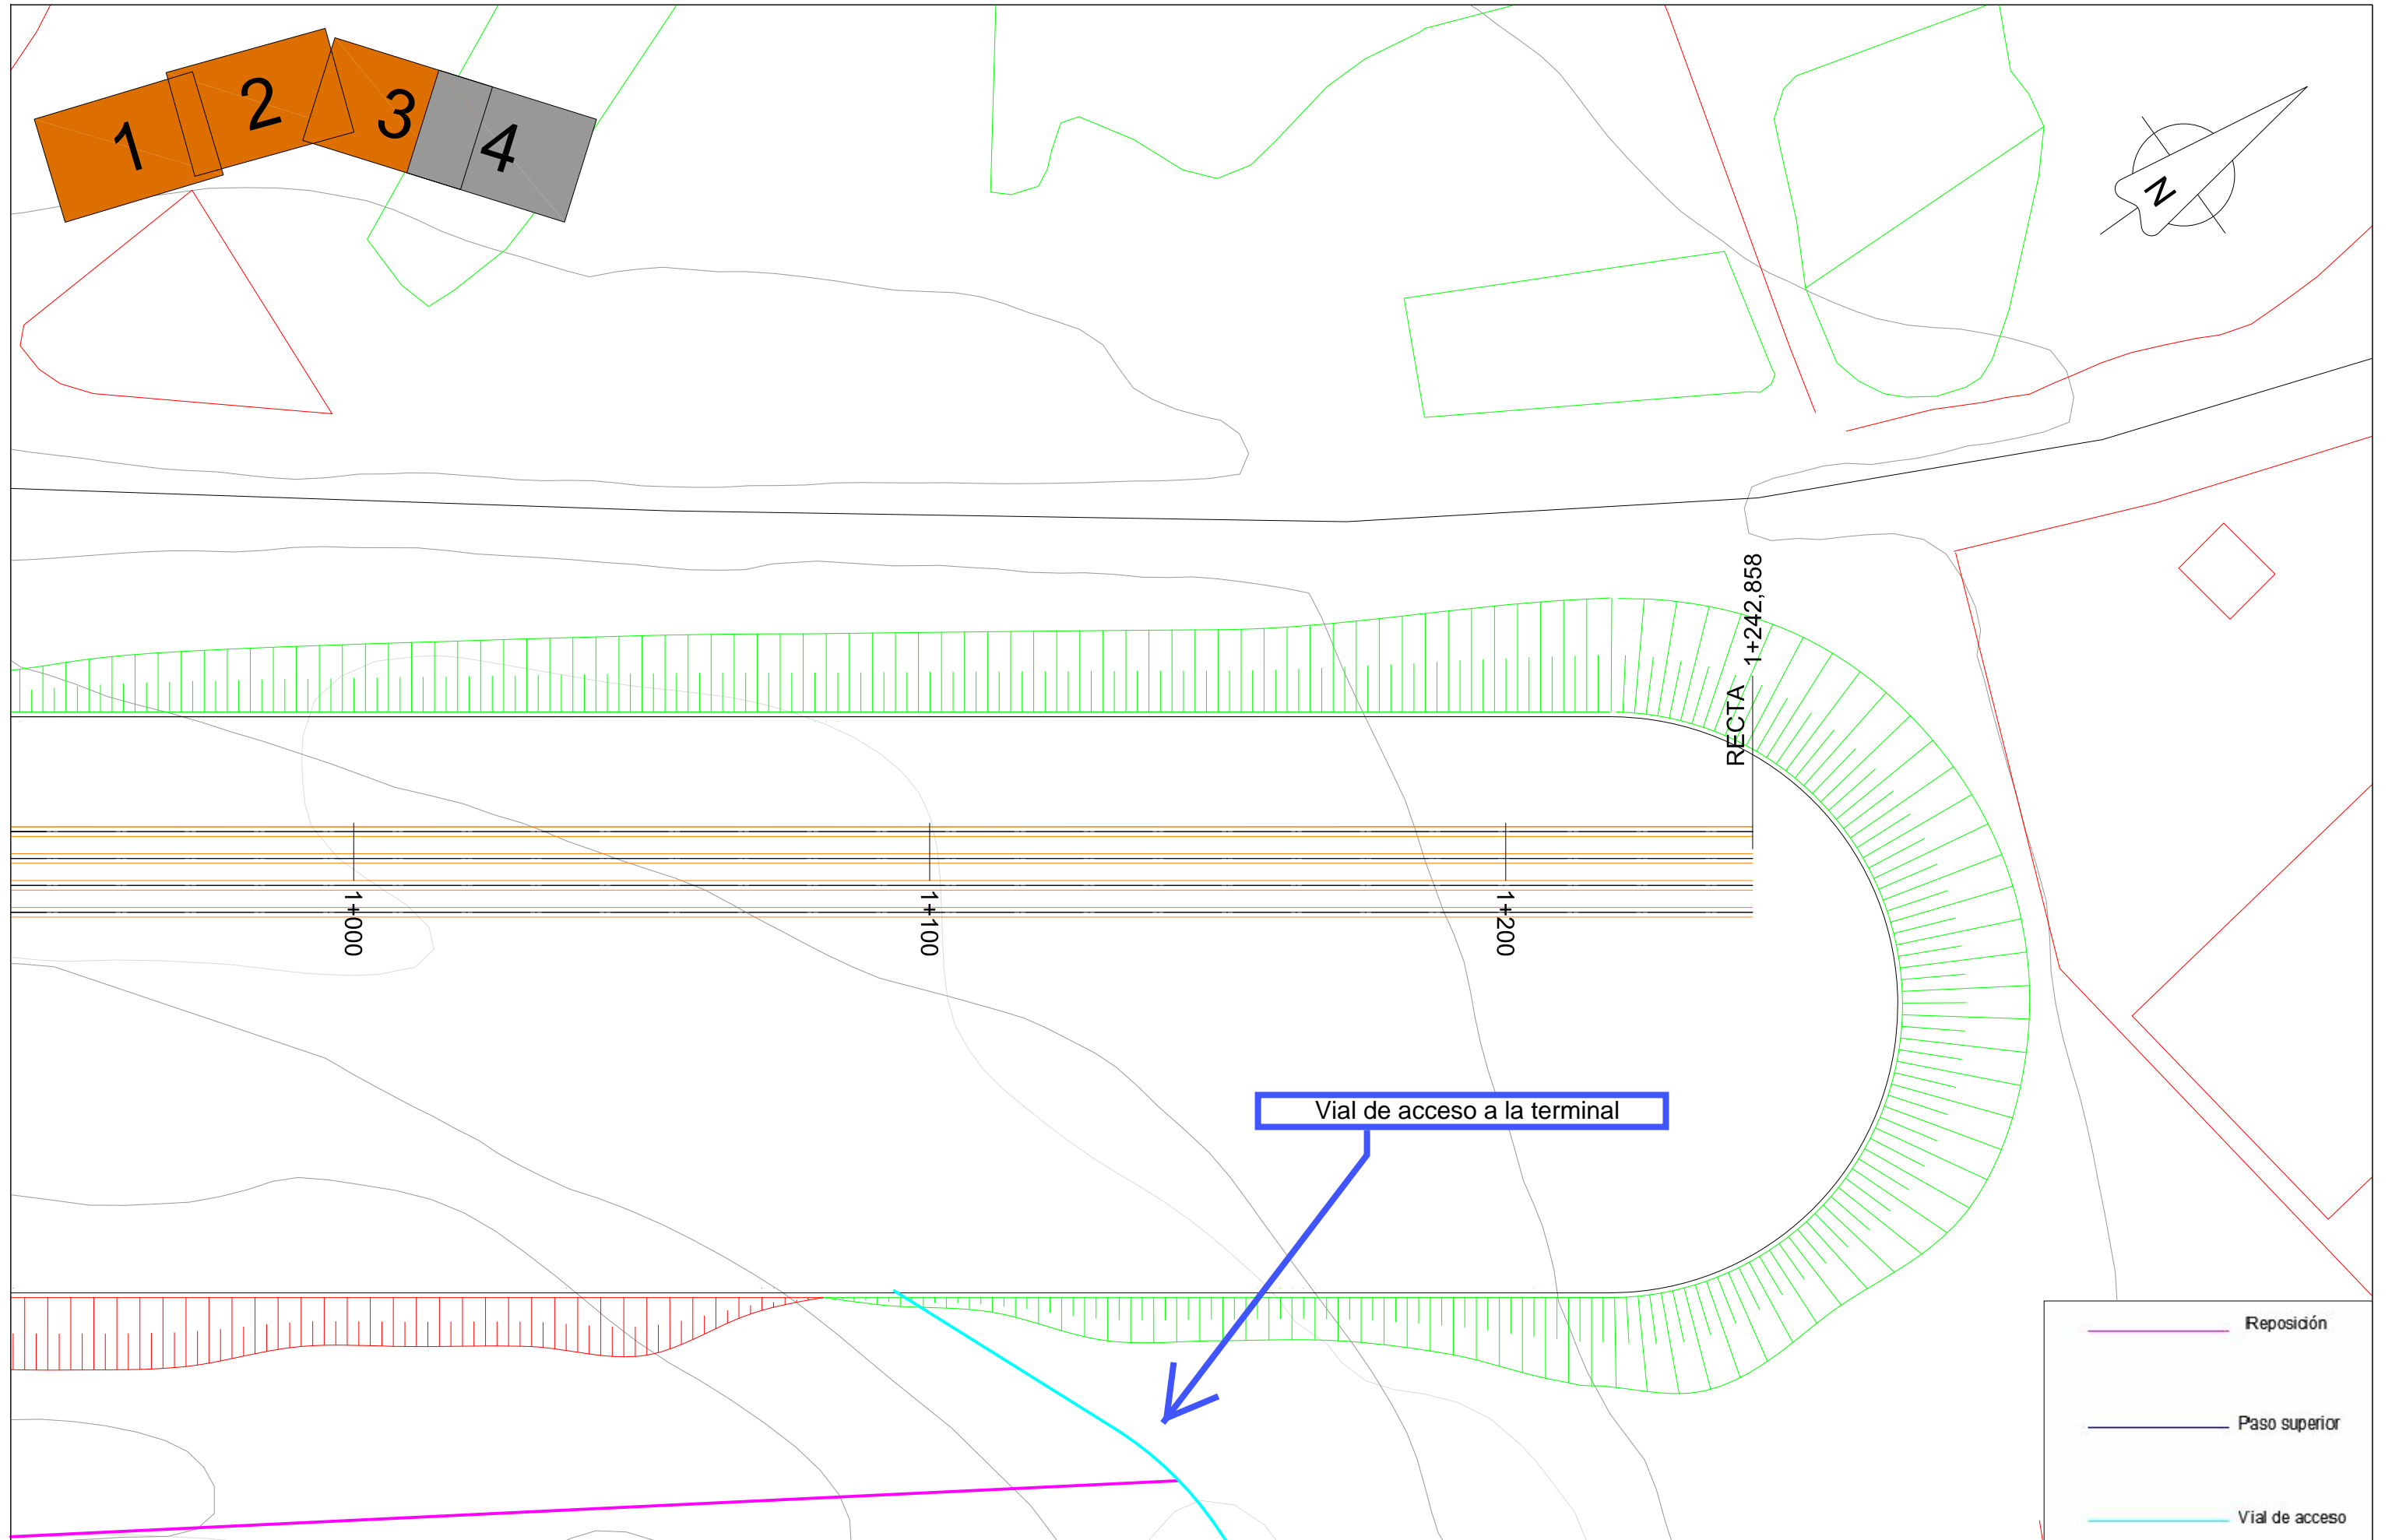 1
2
3
4
N
RECTA 1+242,858
1+000
1+100
1+200
Vial de acceso a la terminal
Reposición
Paso superior
Vial de acceso